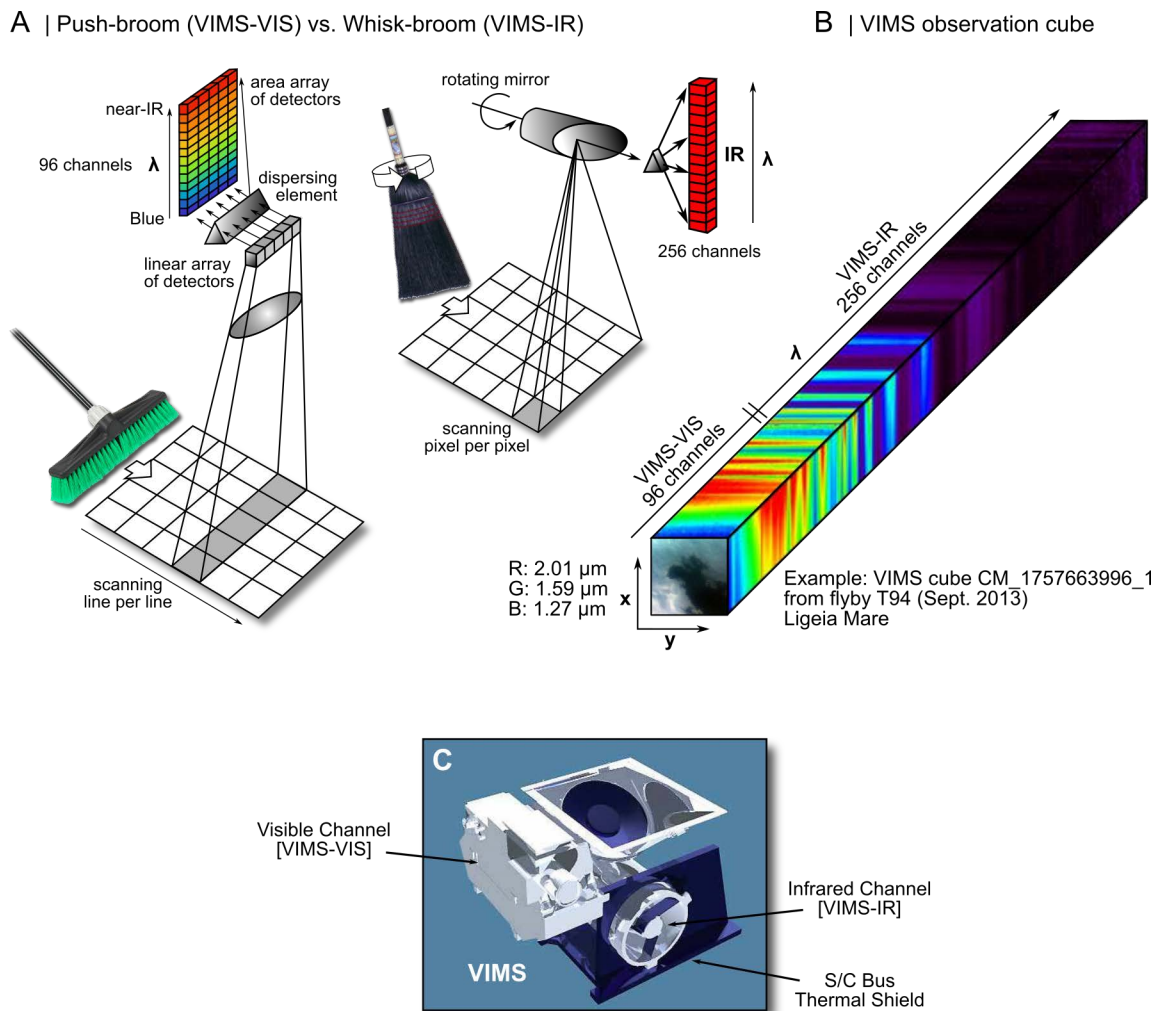 A | Push-broom (VIMS-VIS) vs. Whisk-broom (VIMS-IR)
near-IR
area array
of detectors
96 channels
λ
dispersing
element
Blue
linear array
of detectors
scanning
line per line
rotating mirror
IR
λ
256 channels
scanning
pixel per pixel
B | VIMS observation cube
VIMS-IR
256 channels
λ
VIMS-VIS
96 channels
R: 2.01 µm
G: 1.59 µm
B: 1.27 µm
x
y
Example: VIMS cube CM_1757663996_1
from flyby T94 (Sept. 2013)
Ligeia Mare
C
Visible Channel
[VIMS-VIS]
Infrared Channel
[VIMS-IR]
VIMS
S/C Bus
Thermal Shield